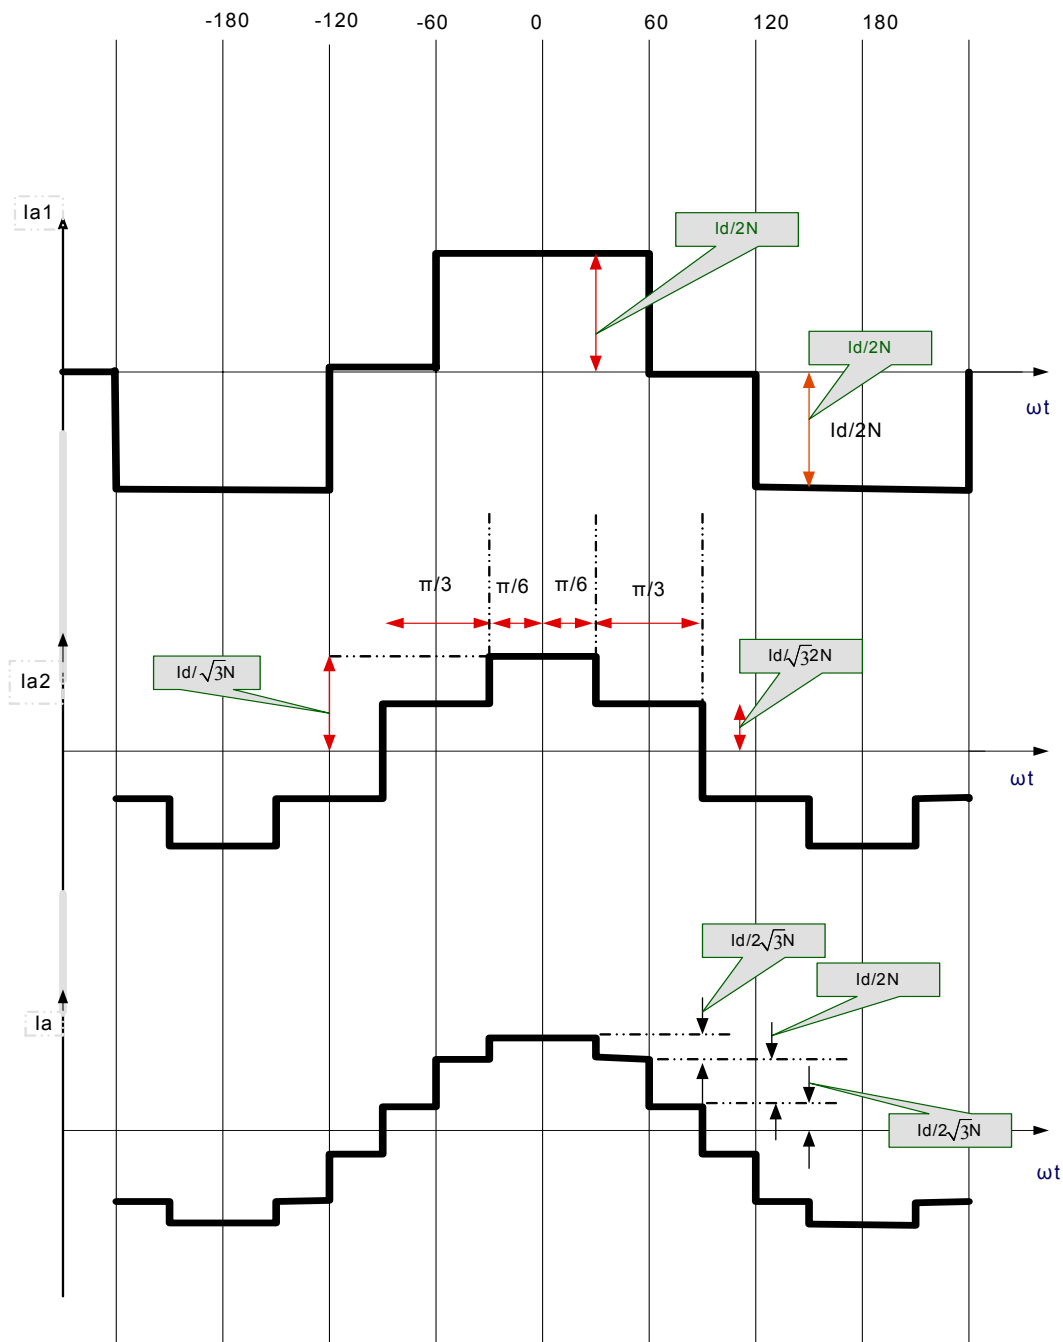 -180 -120 -60 0 60 120 180
Ia1
Id/2N
Id/2N
ωt
Id/2N
π/3 π/6 π/6 π/3
Id/√3N
Id/√32N
Ia2
ωt
Id/2√3N
Id/2N
Ia
Id/2√3N
ωt